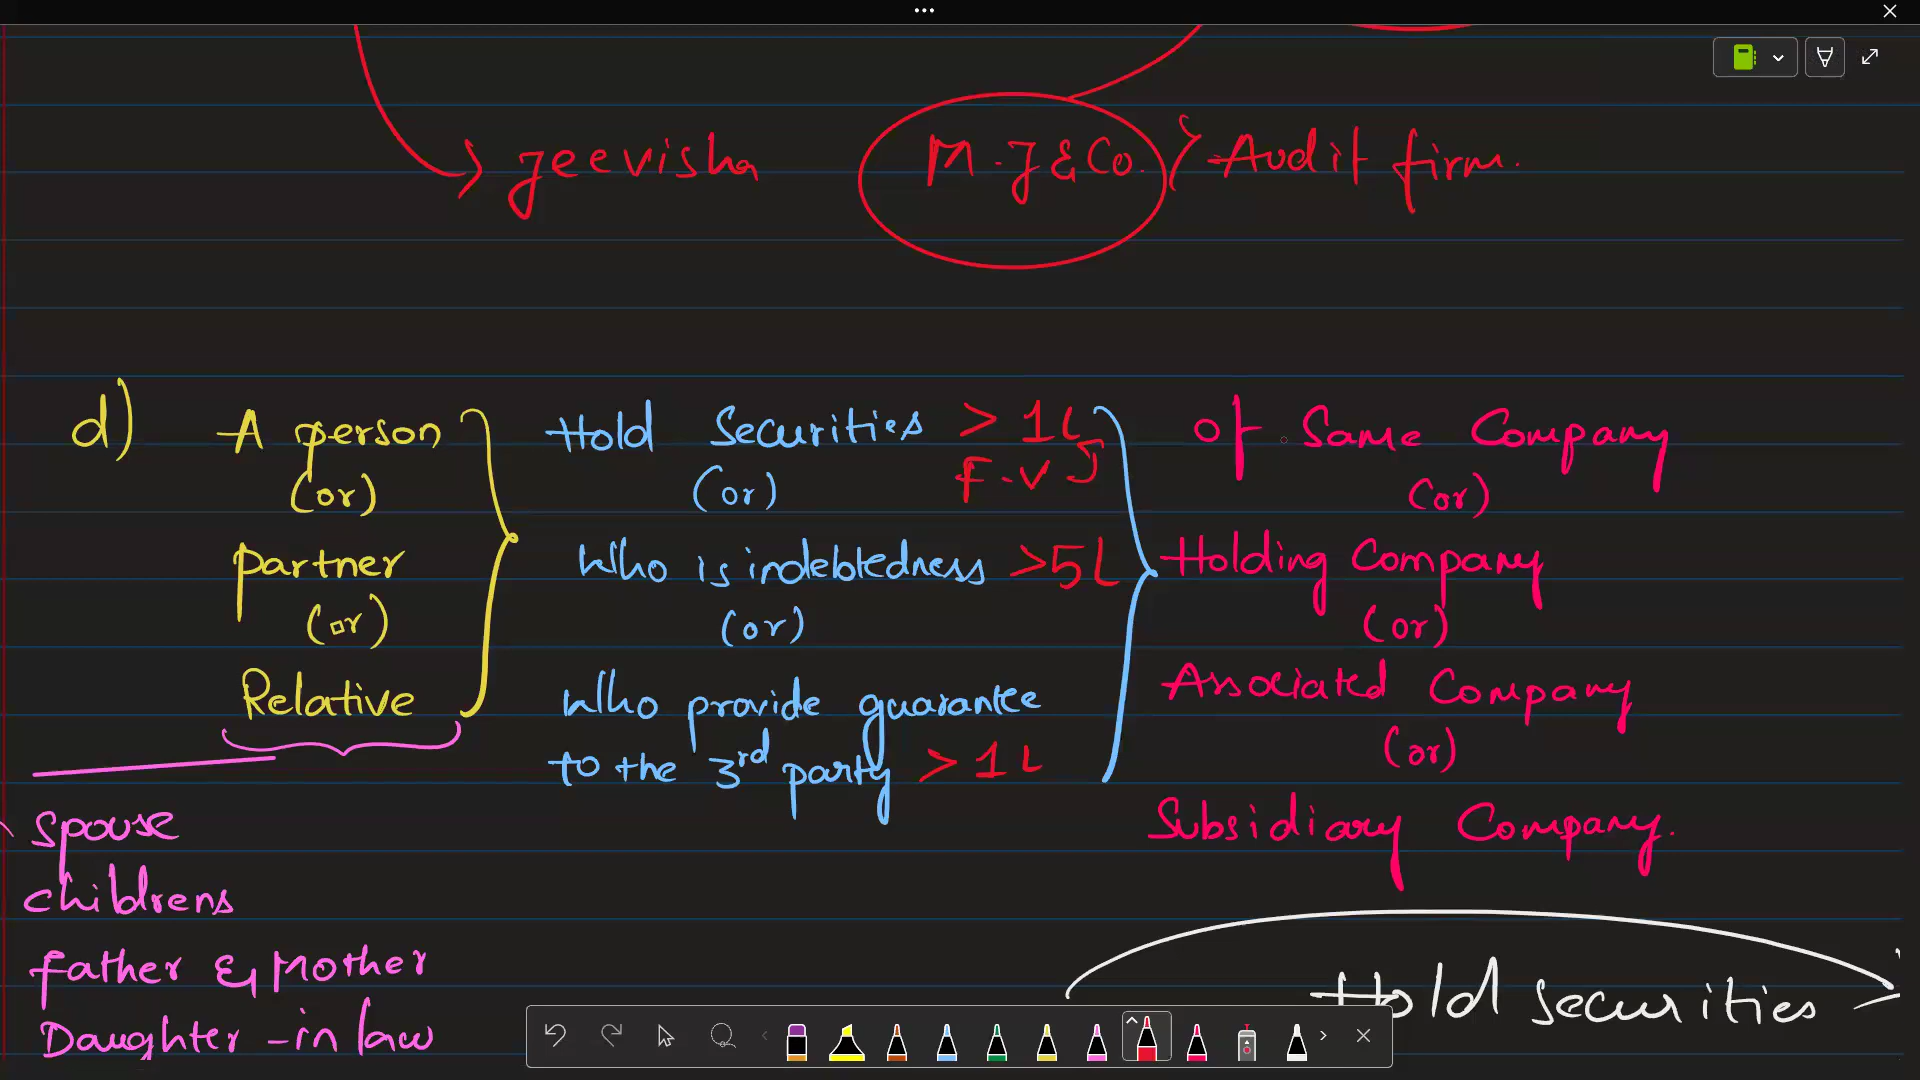 Jeevisha M.J & Co. Audit firm.
d) A person Hold Securities > 1L of Same Company
(or) (or) F.V (or)
partner Who is indebtedness >5L Holding Company
(or) (or) (or)
Relative Who provide guarantee Associated Company
to the 3rd party > 1L (or)
Spouse Subsidiary Company.
childrens
father & Mother Hold securities
Daughter-in law